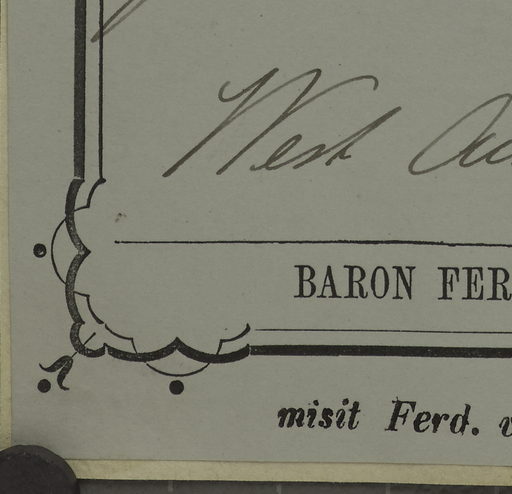 West Au
BARON FER
misit Ferd. v